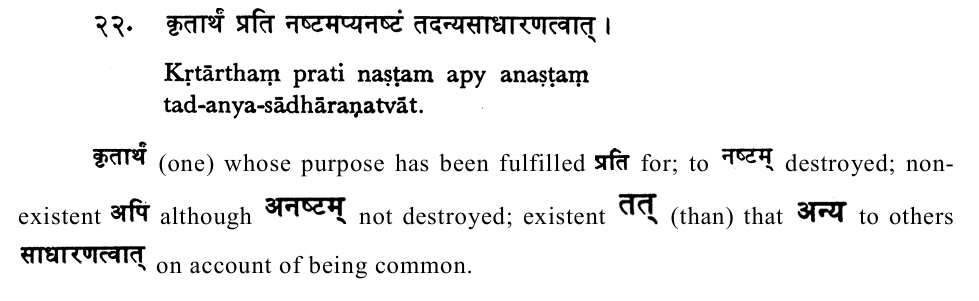 २२. कृतार्थं प्रति नष्टमप्यनष्टं तदन्यसाधारणत्वात् ।
Kṛtārthaṃ prati naṣṭam apy anaṣṭam
tad-anya-sādhāraṇatvāt.
कृतार्थं (one) whose purpose has been fulfilled प्रति for; to नष्टम् destroyed; non-
existent अपि although अनष्टम् not destroyed; existent तत् (than) that अन्य to others
साधारणत्वात् on account of being common.